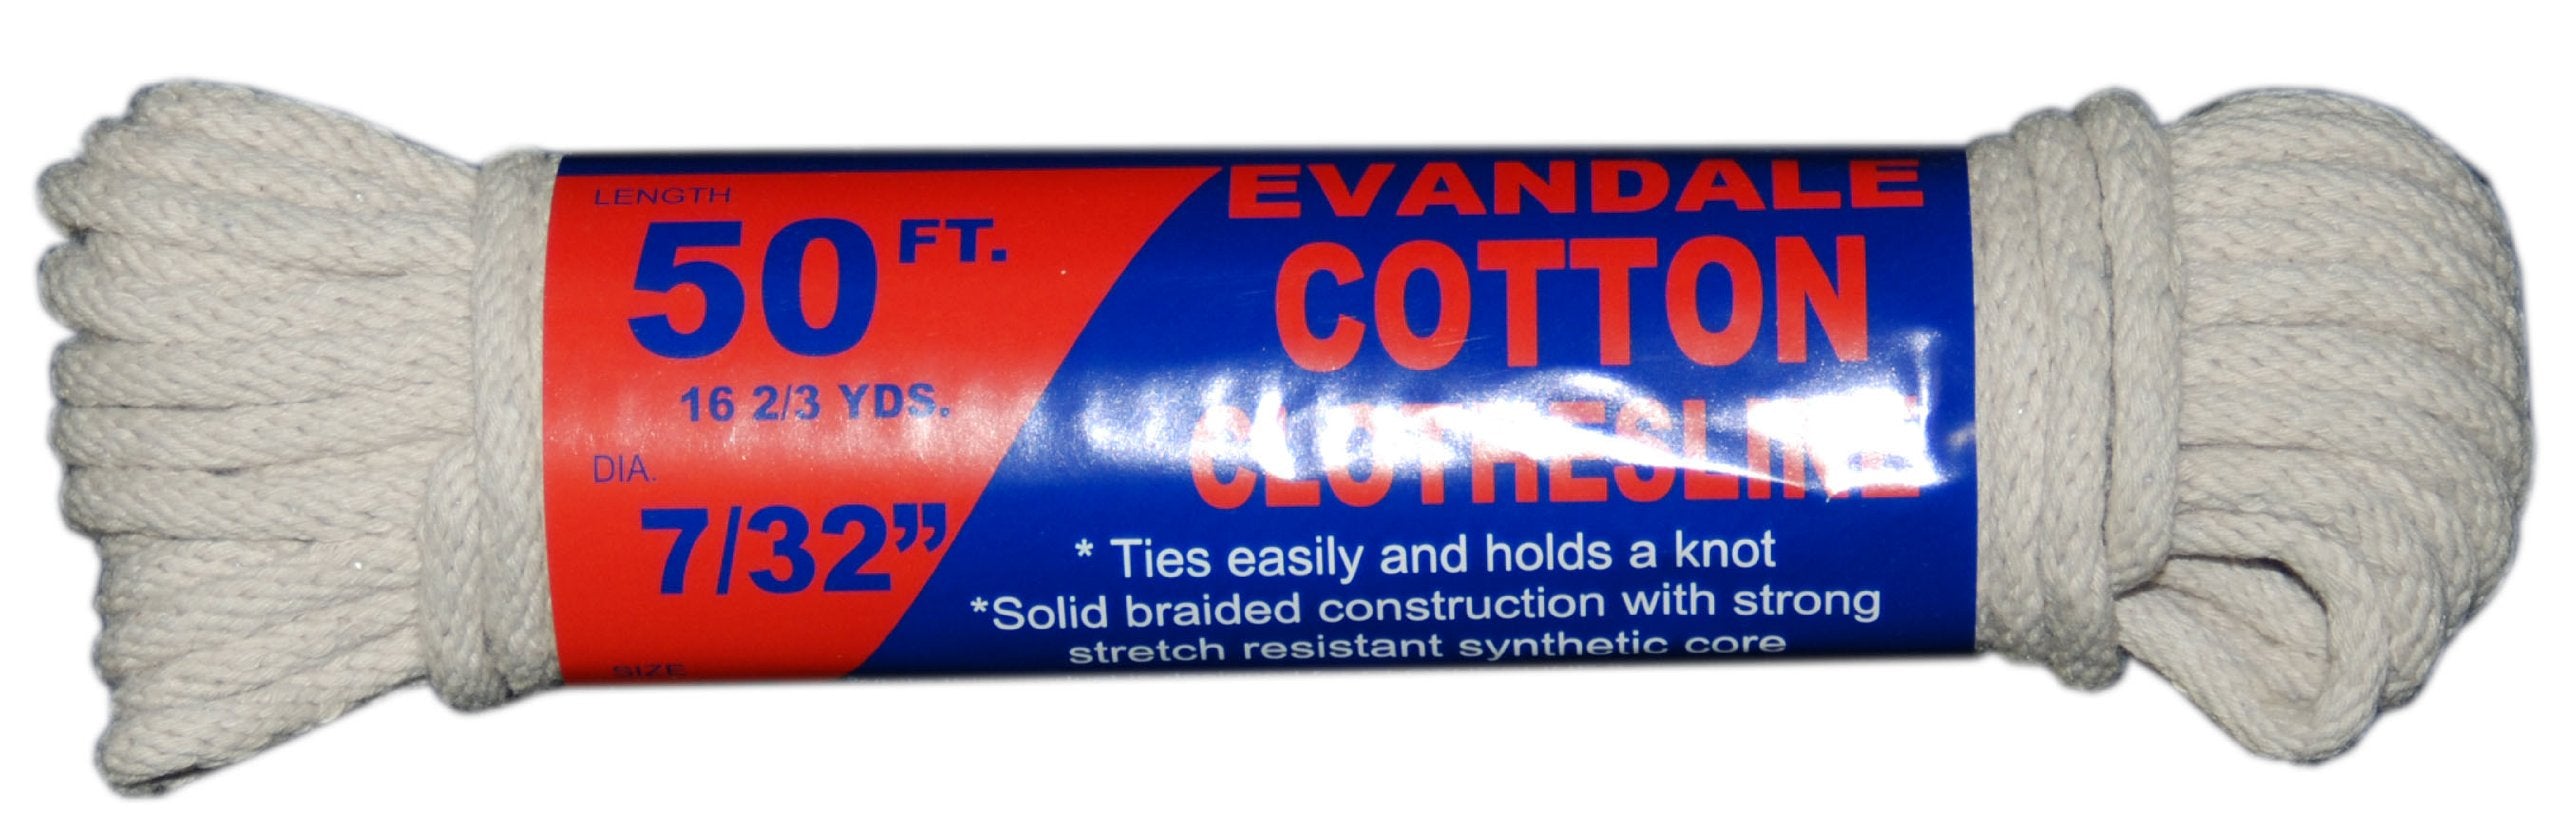 LENGTH
50 FT.
16 2/3 YDS.
DIA.
7/32”
SIZE
EVANDALE
COTTON
CLOTHESLINE
* Ties easily and holds a knot
*Solid braided construction with strong
stretch resistant synthetic core